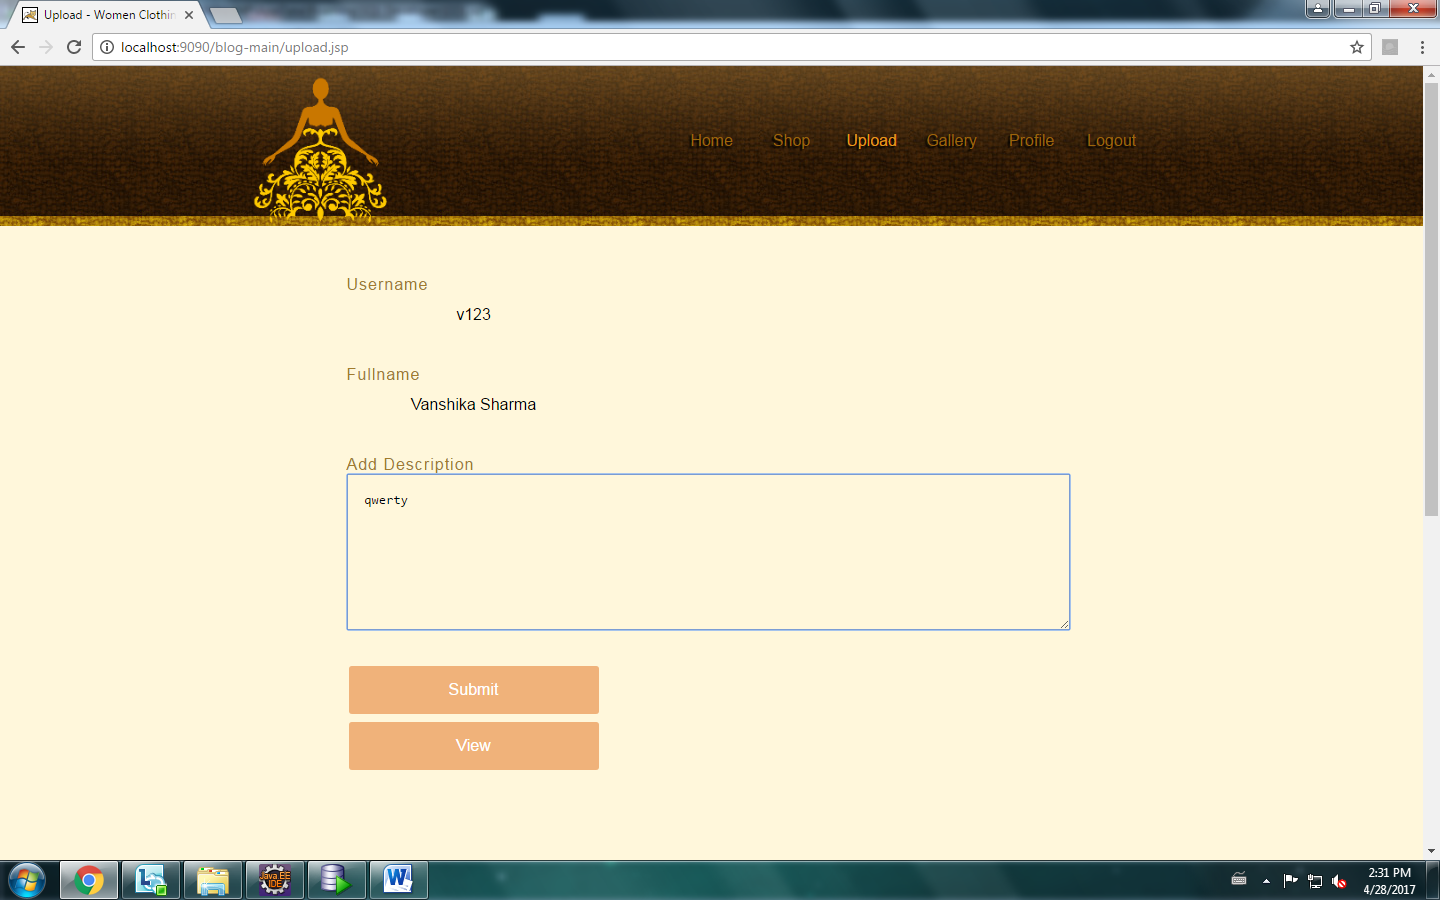 Upload - Women Clothin
localhost:9090/blog-main/upload.jsp
Home Shop Upload Gallery Profile Logout
Username
v123
Fullname
Vanshika Sharma
Add Description
qwerty
Submit
View
Java EE
IDE
W
2:31 PM
4/28/2017